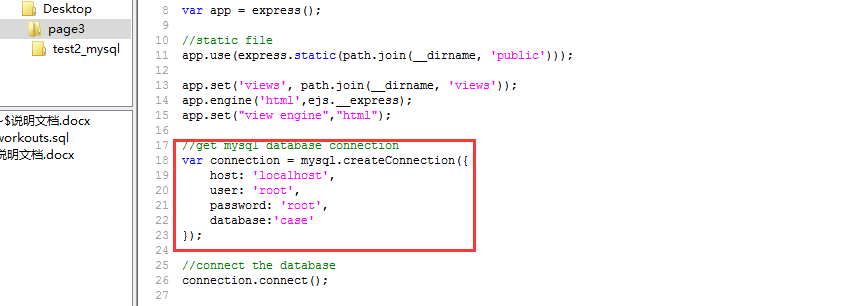 Desktop
page3
test2_mysql
~$说明文档.docx
workouts.sql
说明文档.docx
8 var app = express();
9
10 //static file
11 app.use(express.static(path.join(__dirname, 'public')));
12
13 app.set('views', path.join(__dirname, 'views'));
14 app.engine('html',ejs.__express);
15 app.set("view engine","html");
16
17 //get mysql database connection
18 var connection = mysql.createConnection({
19 host: 'localhost',
20 user: 'root',
21 password: 'root',
22 database:'case'
23 });
24
25 //connect the database
26 connection.connect();
27